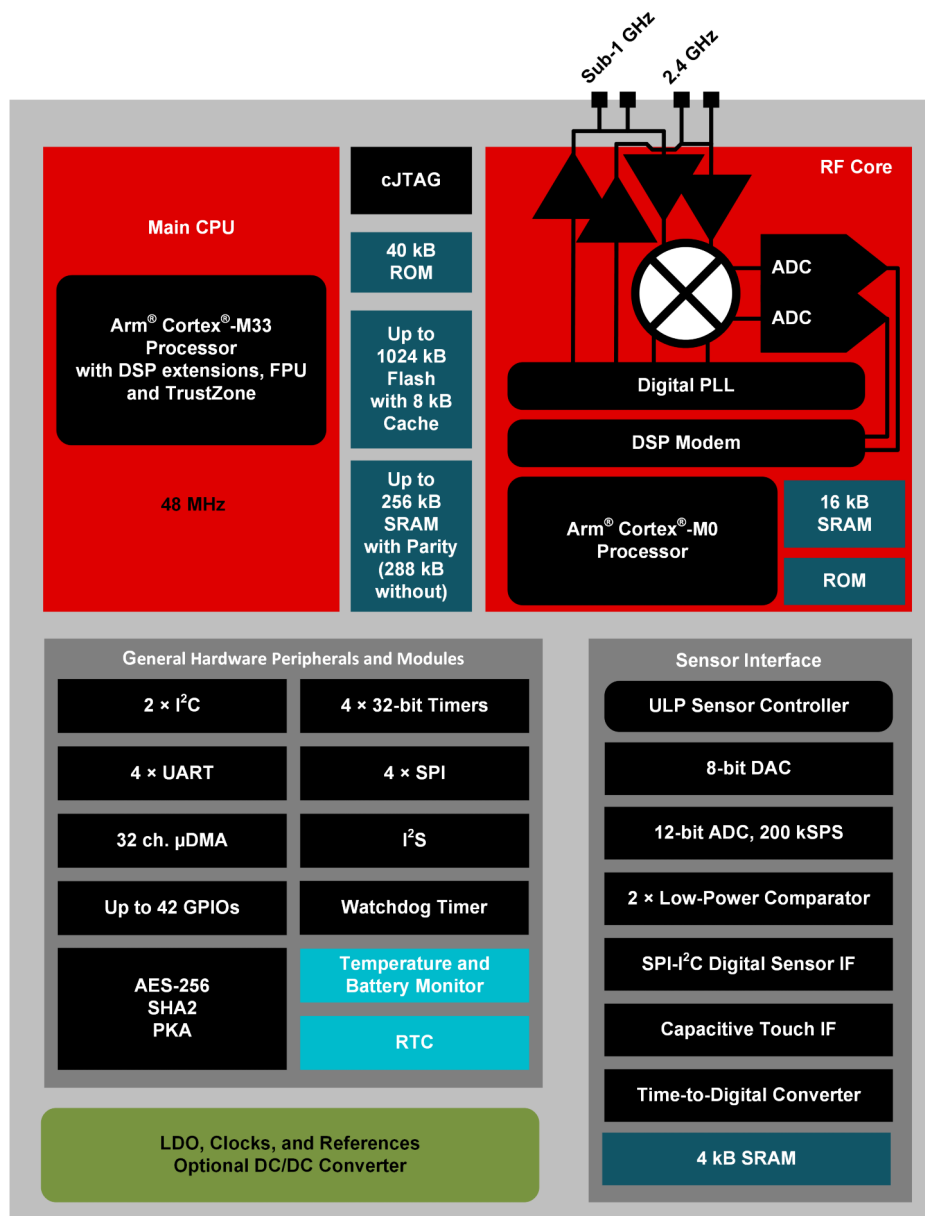 Sub-1 GHz
2.4 GHz
Main CPU
Arm® Cortex®-M33
Processor
with DSP extensions, FPU
and TrustZone
48 MHz
cJTAG
40 kB
ROM
Up to
1024 kB
Flash
with 8 kB
Cache
Up to
256 kB
SRAM
with Parity
(288 kB
without)
RF Core
ADC
ADC
Digital PLL
DSP Modem
Arm® Cortex®-M0
Processor
16 kB
SRAM
ROM
General Hardware Peripherals and Modules
2 × I²C
4 × 32-bit Timers
4 × UART
4 × SPI
32 ch. µDMA
I²S
Up to 42 GPIOs
Watchdog Timer
AES-256
SHA2
PKA
Temperature and
Battery Monitor
RTC
LDO, Clocks, and References
Optional DC/DC Converter
Sensor Interface
ULP Sensor Controller
8-bit DAC
12-bit ADC, 200 kSPS
2 × Low-Power Comparator
SPI-I²C Digital Sensor IF
Capacitive Touch IF
Time-to-Digital Converter
4 kB SRAM